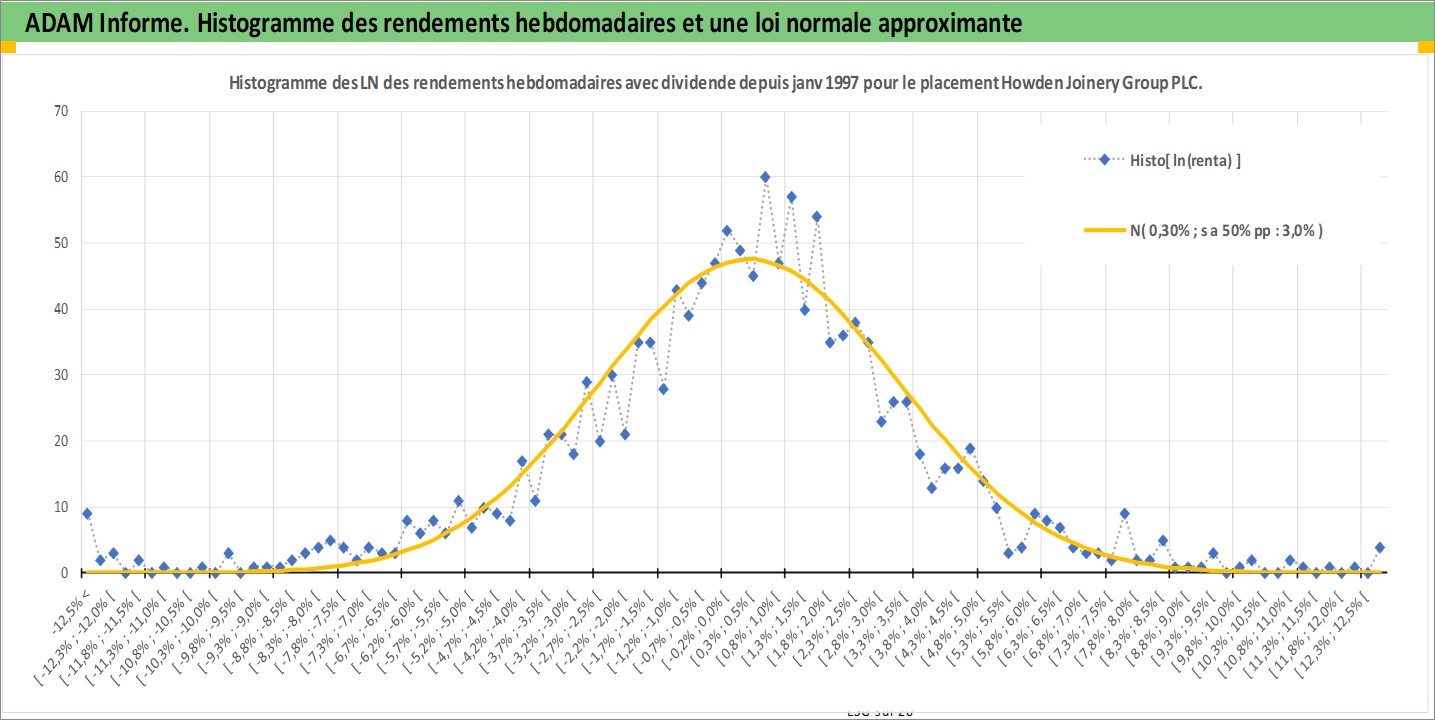 ADAM Informe. Histogramme des rendements hebdomadaires et une loi normale approximante
Histogramme des LN des rendements hebdomadaires avec dividende depuis janv 1997 pour le placement Howden Joinery Group PLC.
70
60
50
40
30
20
10
0
Histo[ ln(renta) ]
N( 0,30% ; s a 50% pp : 3,0% )
-12,5% <
[ -12,3% ; -12,0% [
[ -11,8% ; -11,5% [
[ -11,3% ; -11,0% [
[ -10,8% ; -10,5% [
[ -10,3% ; -10,0% [
[ -9,8% ; -9,5% [
[ -9,3% ; -9,0% [
[ -8,8% ; -8,5% [
[ -8,3% ; -8,0% [
[ -7,8% ; -7,5% [
[ -7,3% ; -7,0% [
[ -6,7% ; -6,5% [
[ -6,2% ; -6,0% [
[ -5,7% ; -5,5% [
[ -5,2% ; -5,0% [
[ -4,7% ; -4,5% [
[ -4,2% ; -4,0% [
[ -3,7% ; -3,5% [
[ -3,2% ; -3,0% [
[ -2,7% ; -2,5% [
[ -2,2% ; -2,0% [
[ -1,7% ; -1,5% [
[ -1,2% ; -1,0% [
[ -0,7% ; -0,5% [
[ -0,2% ; 0,0% [
[ 0,3% ; 0,5% [
[ 0,8% ; 1,0% [
[ 1,3% ; 1,5% [
[ 1,8% ; 2,0% [
[ 2,3% ; 2,5% [
[ 2,8% ; 3,0% [
[ 3,3% ; 3,5% [
[ 3,8% ; 4,0% [
[ 4,3% ; 4,5% [
[ 4,8% ; 5,0% [
[ 5,3% ; 5,5% [
[ 5,8% ; 6,0% [
[ 6,3% ; 6,5% [
[ 6,8% ; 7,0% [
[ 7,3% ; 7,5% [
[ 7,8% ; 8,0% [
[ 8,3% ; 8,5% [
[ 8,8% ; 9,0% [
[ 9,3% ; 9,5% [
[ 9,8% ; 10,0% [
[ 10,3% ; 10,5% [
[ 10,8% ; 11,0% [
[ 11,3% ; 11,5% [
[ 11,8% ; 12,0% [
[ 12,3% ; 12,5% [